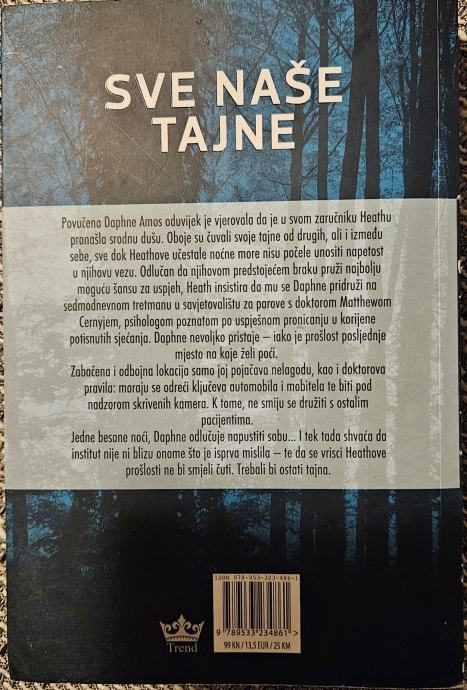 SVE NAŠE
TAJNE
Povučena Daphne Amos oduvijek je vjerovala da je u svom zaručniku Heathu
pronašla srodnu dušu. Oboje su čuvali svoje tajne od drugih, ali i između
sebe, sve dok Heathove učestale noćne more nisu počele unositi napetost
u njihovu vezu. Odlučan da njihovom predstojećem braku pruži najbolju
moguću šansu za uspjeh, Heath insistira da mu se Daphne pridruži na
sedmodnevnom tretmanu u savjetovalištu za parove s doktorom Matthewom
Cernyjem, psihologom poznatom po uspješnom pronicanju u korijene
potisnutih sjećanja. Daphne nevoljko pristaje – iako je prošlost posljednje
mjesto na koje želi poći.
Zabačena i odbojna lokacija samo joj pojačava nelagodu, kao i doktorova
pravila: moraju se odreći ključeva automobila i mobitela te biti pod
nadzorom skrivenih kamera. K tome, ne smiju se družiti s ostalim
pacijentima.
Jedne besane noći, Daphne odlučuje napustiti sobu... I tek tada shvaća da
institut nije ni blizu onome što je isprva mislila – te da se vrisci Heathove
prošlosti ne bi smjeli čuti. Trebali bi ostati tajna.
ISBN 978-953-323-486-1
9 789533 234861 >
99 KN / 13,5 EUR / 25 KM
Trend